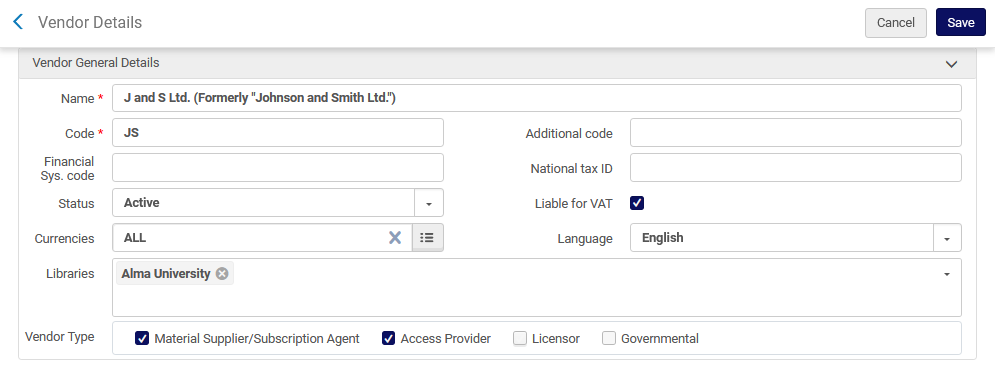 Vendor Details
Cancel
Save
Vendor General Details
Name *
J and S Ltd. (Formerly "Johnson and Smith Ltd.")
Code *
JS
Additional code
Financial
Sys. code
National tax ID
Status
Active
Liable for VAT
Currencies
ALL
Language
English
Libraries
Alma University
Vendor Type
Material Supplier/Subscription Agent
Access Provider
Licensor
Governmental